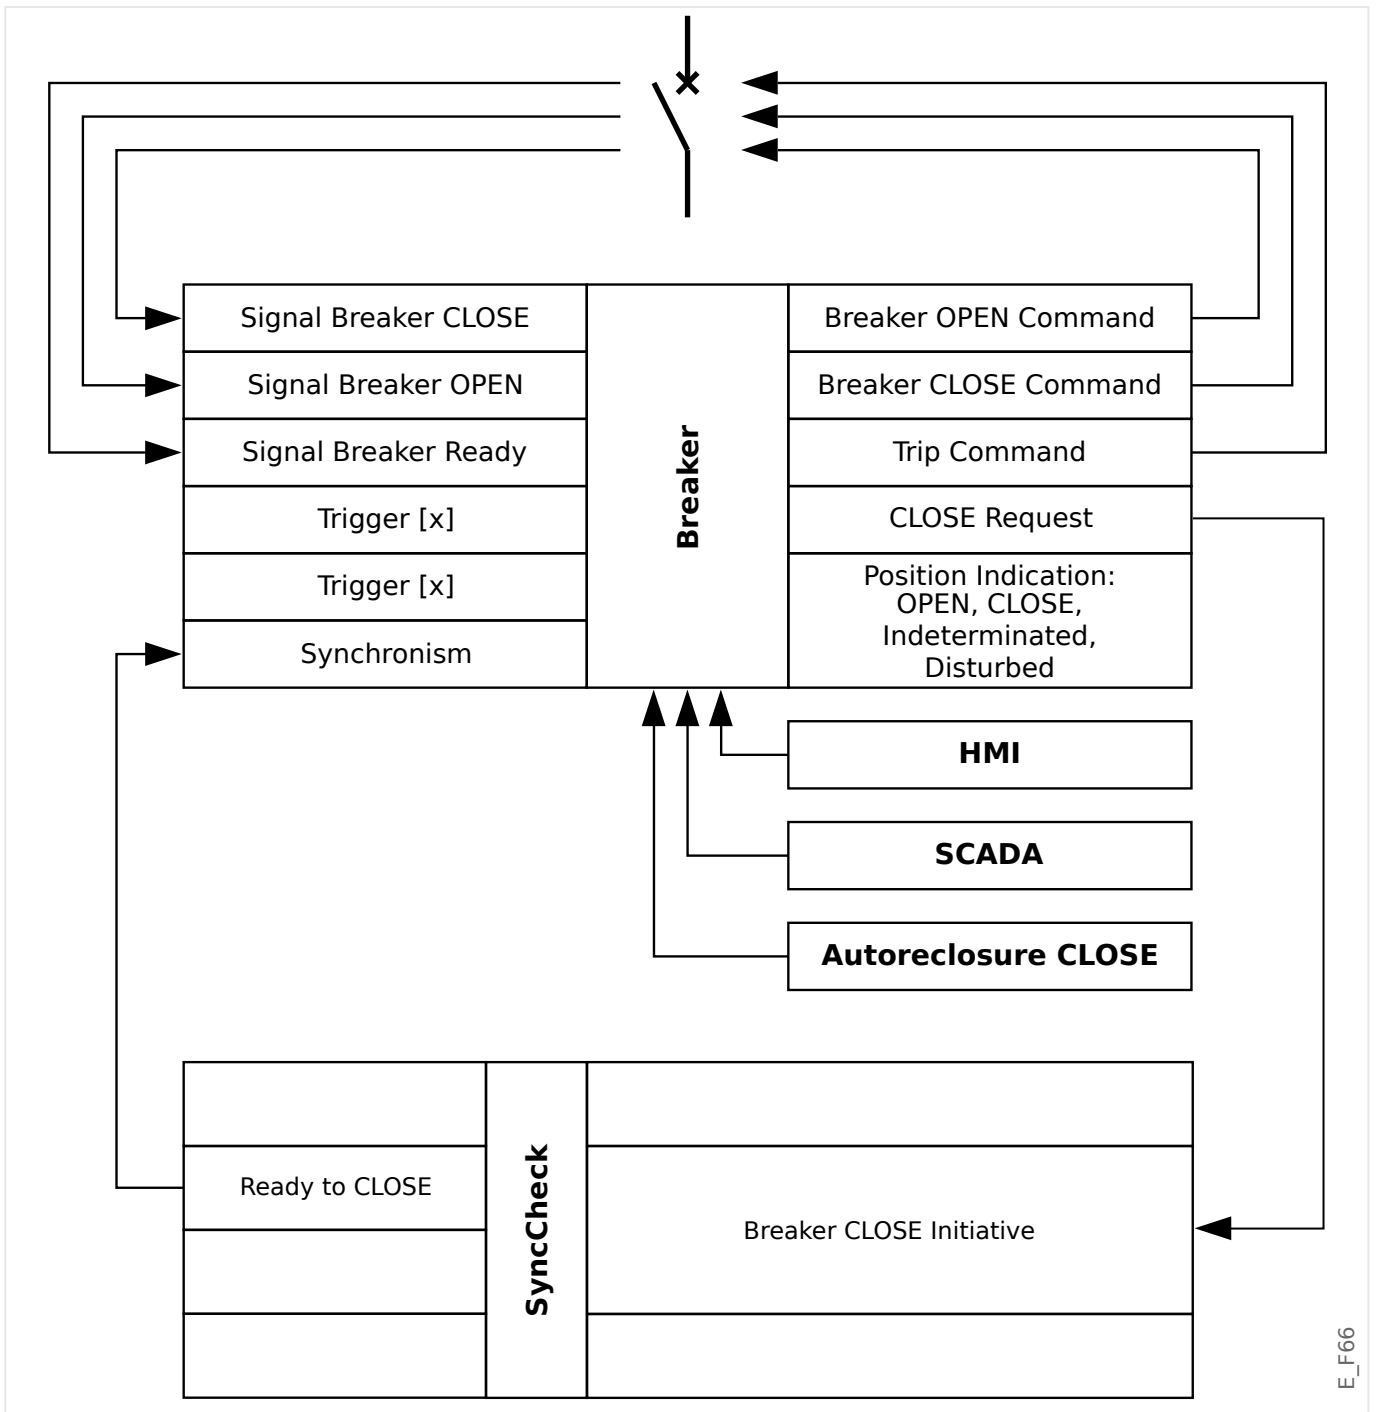 Signal Breaker CLOSE
Signal Breaker OPEN
Signal Breaker Ready
Trigger [x]
Trigger [x]
Synchronism
Breaker
Breaker OPEN Command
Breaker CLOSE Command
Trip Command
CLOSE Request
Position Indication:
OPEN, CLOSE,
Indeterminated,
Disturbed
HMI
SCADA
Autoreclosure CLOSE
Ready to CLOSE
SyncCheck
Breaker CLOSE Initiative
E_F66